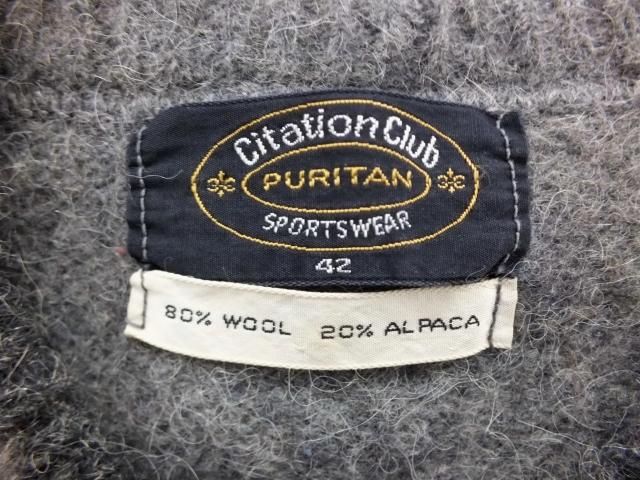 Citation Club
PURITAN
SPORTSWEAR
42
80% WOOL 20% ALPACA